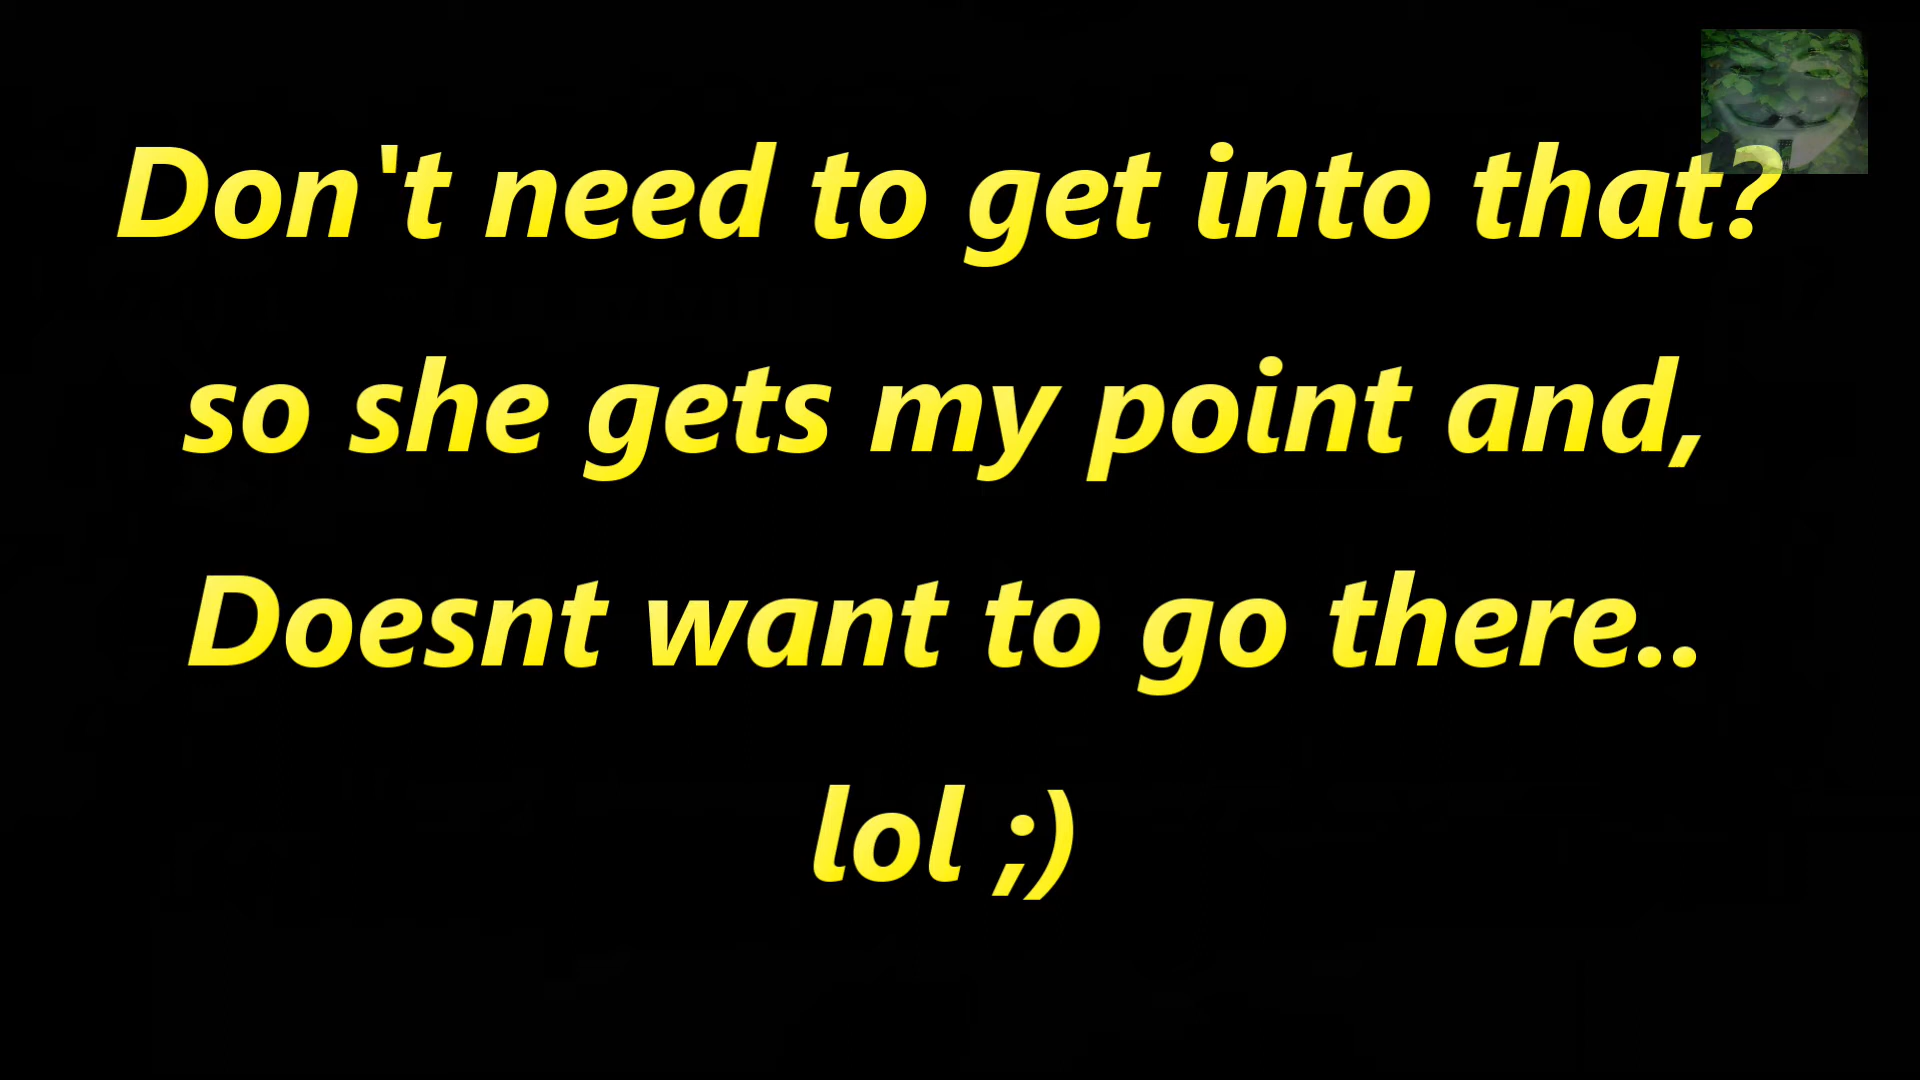 Don't need to get into that?
so she gets my point and,
Doesnt want to go there..
lol ;)